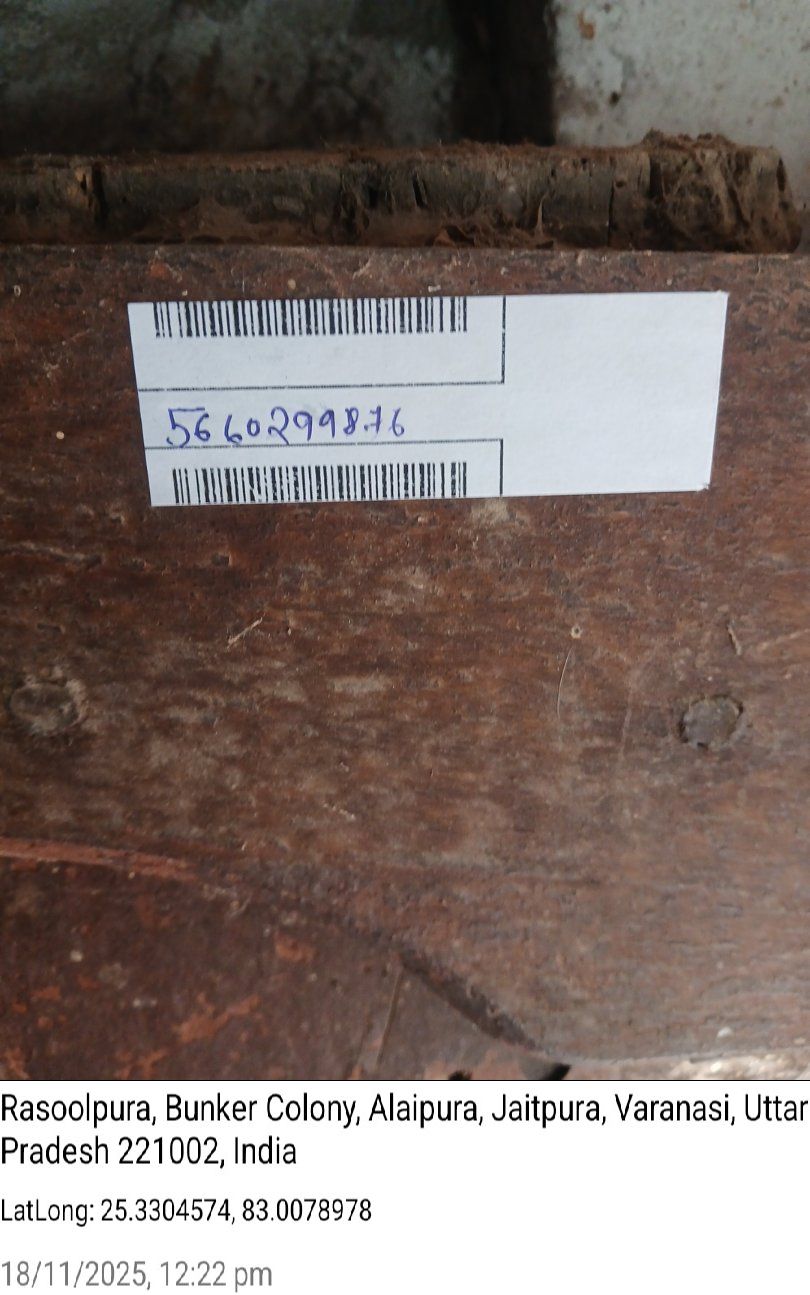 5660299876
Rasoolpura, Bunker Colony, Alaipura, Jaitpura, Varanasi, Uttar
Pradesh 221002, India
LatLong: 25.3304574, 83.0078978
18/11/2025, 12:22 pm